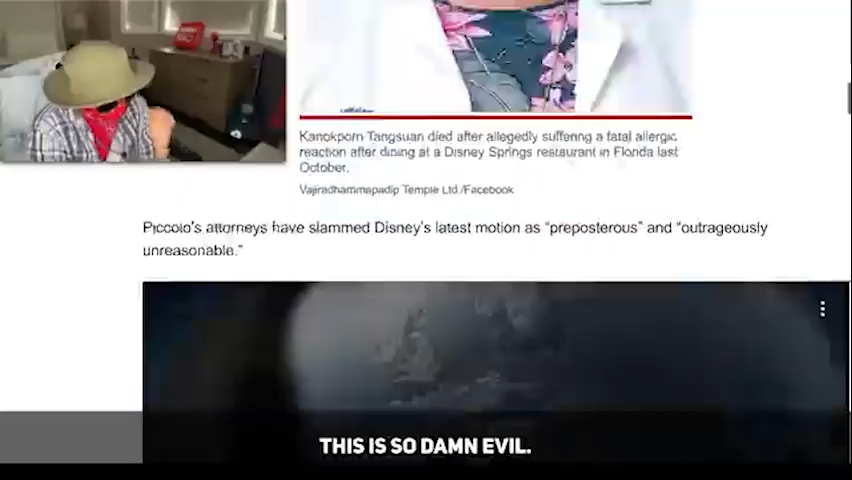 Kanokporn Tangsuan died after allegedly suffering a fatal allergic
reaction after dining at a Disney Springs restaurant in Florida last
October.
Vajiradhammapadip Temple Ltd./Facebook
Piccolo's attorneys have slammed Disney's latest motion as "preposterous" and "outrageously
unreasonable."
THIS IS SO DAMN EVIL.